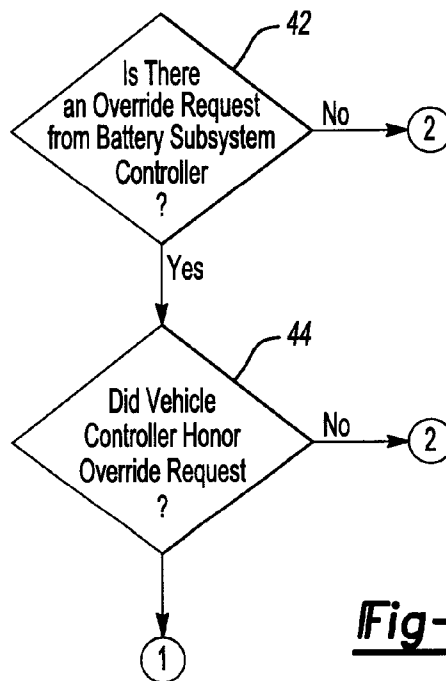 42
Is There
an Override Request
from Battery Subsystem
Controller
?
No
2
Yes
44
Did Vehicle
Controller Honor
Override Request
?
No
2
1
Fig-